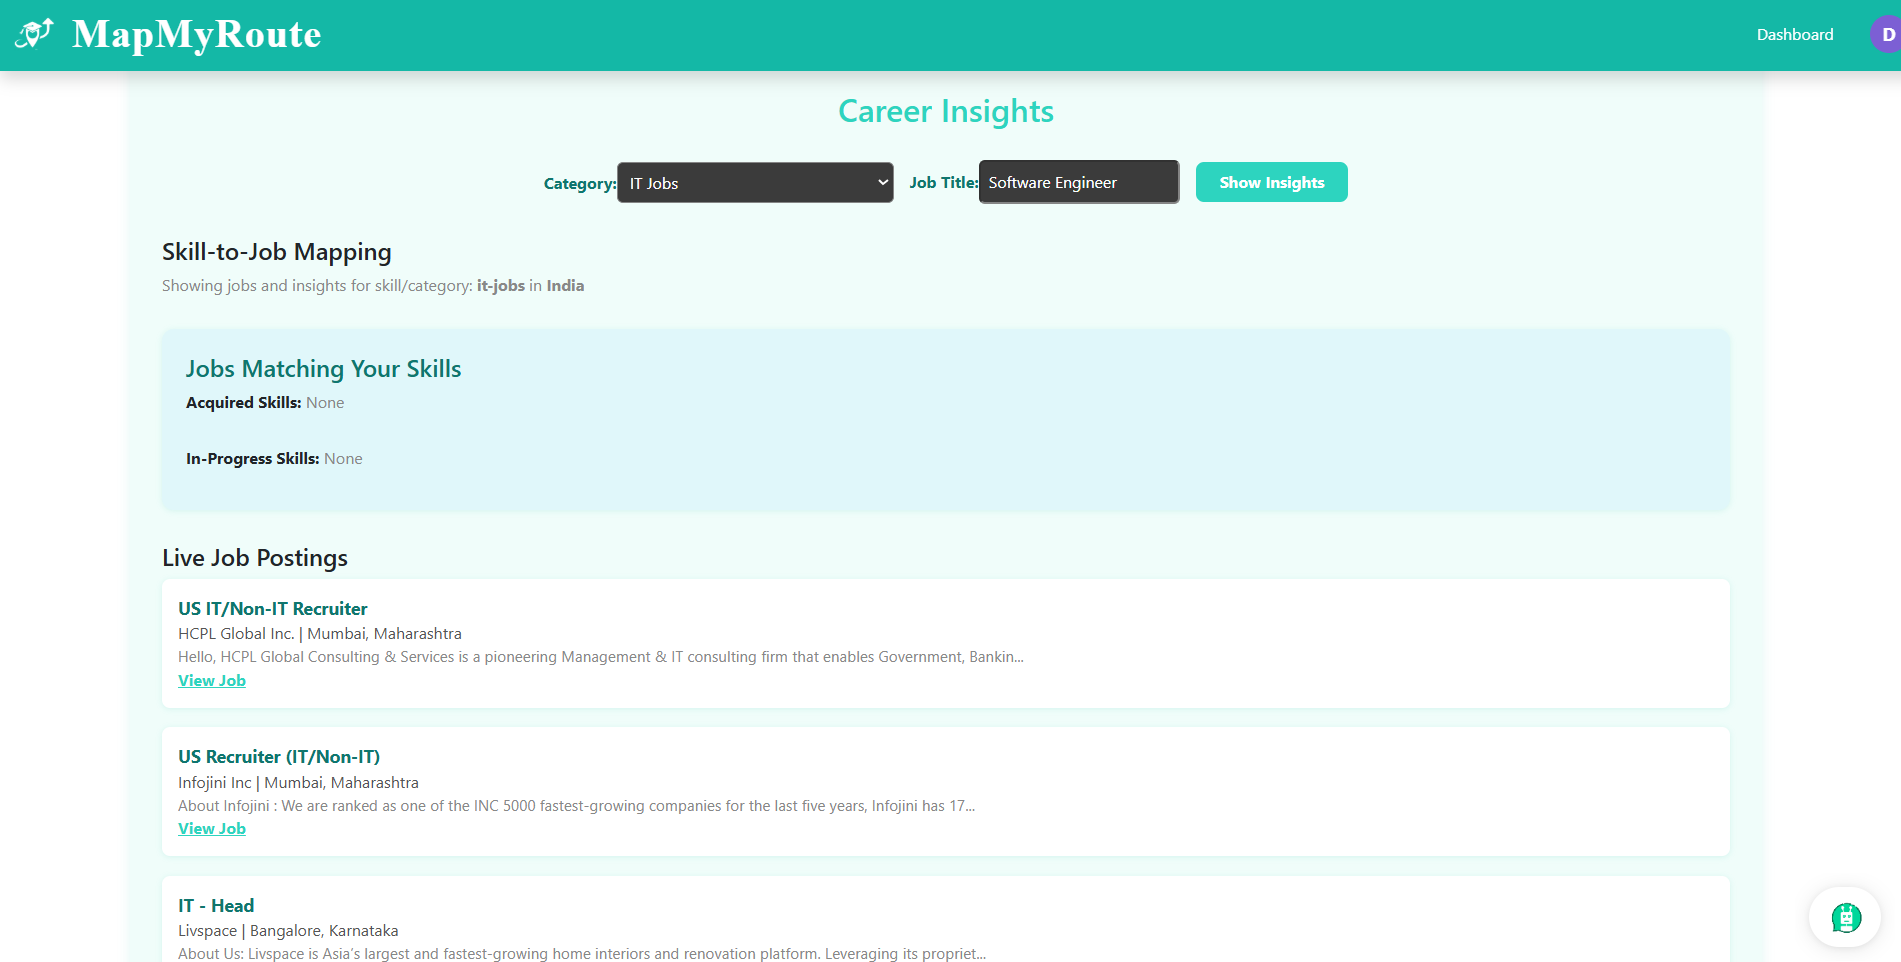 MapMyRoute
Dashboard
D
Career Insights
Category: IT Jobs Job Title: Software Engineer Show Insights
Skill-to-Job Mapping
Showing jobs and insights for skill/category: it-jobs in India
Jobs Matching Your Skills
Acquired Skills: None
In-Progress Skills: None
Live Job Postings
US IT/Non-IT Recruiter
HCPL Global Inc. | Mumbai, Maharashtra
Hello, HCPL Global Consulting & Services is a pioneering Management & IT consulting firm that enables Government, Bankin...
View Job
US Recruiter (IT/Non-IT)
Infojini Inc | Mumbai, Maharashtra
About Infojini : We are ranked as one of the INC 5000 fastest-growing companies for the last five years, Infojini has 17...
View Job
IT - Head
Livspace | Bangalore, Karnataka
About Us: Livspace is Asia’s largest and fastest-growing home interiors and renovation platform. Leveraging its propriet...